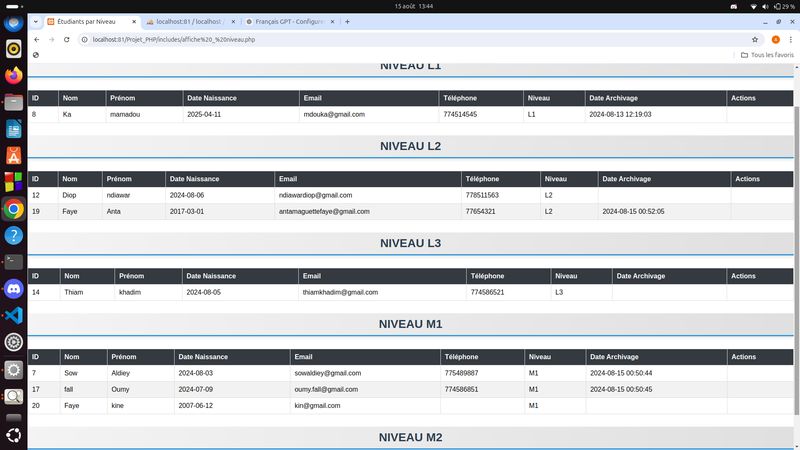 15 août 13:44
29 %
Étudiants par Niveau
localhost:81 / localhost /
Français GPT - Configure
localhost:81/Projet_PHP/includes/affiche%20_%20niveau.php
Tous les favoris
NIVEAU L1
ID Nom Prénom Date Naissance Email Téléphone Niveau Date Archivage Actions
8 Ka mamadou 2025-04-11 mdouka@gmail.com 774514545 L1 2024-08-13 12:19:03
NIVEAU L2
ID Nom Prénom Date Naissance Email Téléphone Niveau Date Archivage Actions
12 Diop ndiawar 2024-08-06 ndiawardiop@gmail.com 778511563 L2
19 Faye Anta 2017-03-01 antamaguettefaye@gmail.com 77654321 L2 2024-08-15 00:52:05
NIVEAU L3
ID Nom Prénom Date Naissance Email Téléphone Niveau Date Archivage Actions
14 Thiam khadim 2024-08-05 thiamkhadim@gmail.com 774586521 L3
NIVEAU M1
ID Nom Prénom Date Naissance Email Téléphone Niveau Date Archivage Actions
7 Sow Aldiey 2024-08-03 sowaldiey@gmail.com 775489887 M1 2024-08-15 00:50:44
17 fall Oumy 2024-07-09 oumy.fall@gmail.com 774586851 M1 2024-08-15 00:50:45
20 Faye kine 2007-06-12 kin@gmail.com M1
NIVEAU M2